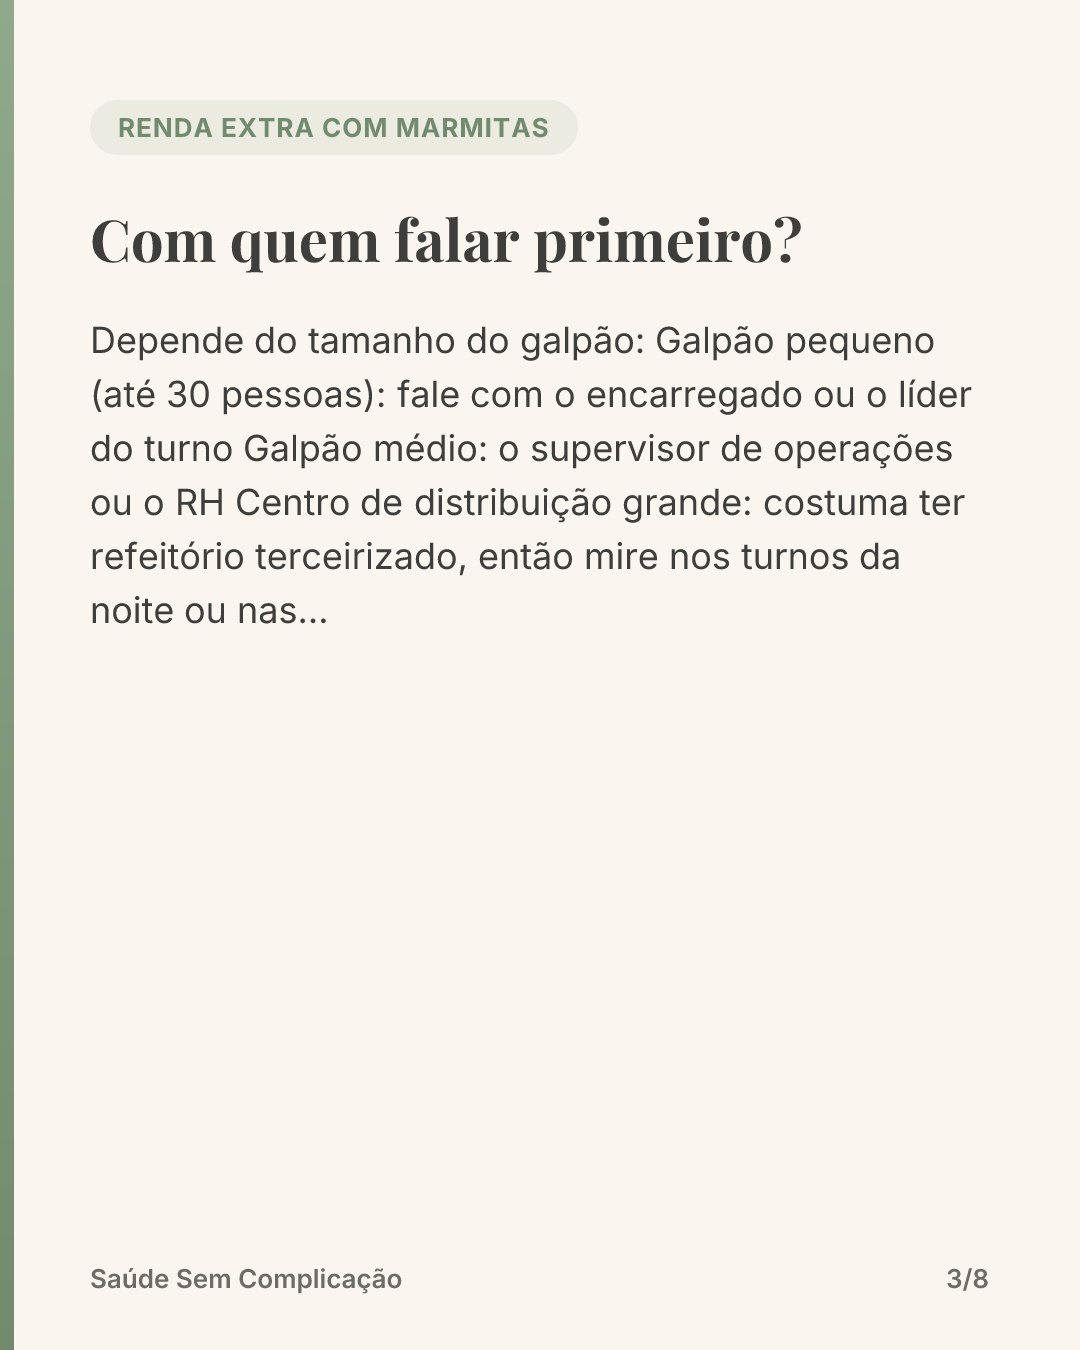 RENDA EXTRA COM MARMITAS
Com quem falar primeiro?
Depende do tamanho do galpão: Galpão pequeno
(até 30 pessoas): fale com o encarregado ou o líder
do turno Galpão médio: o supervisor de operações
ou o RH Centro de distribuição grande: costuma ter
refeitório terceirizado, então mire nos turnos da
noite ou nas...
Saúde Sem Complicação
3/8